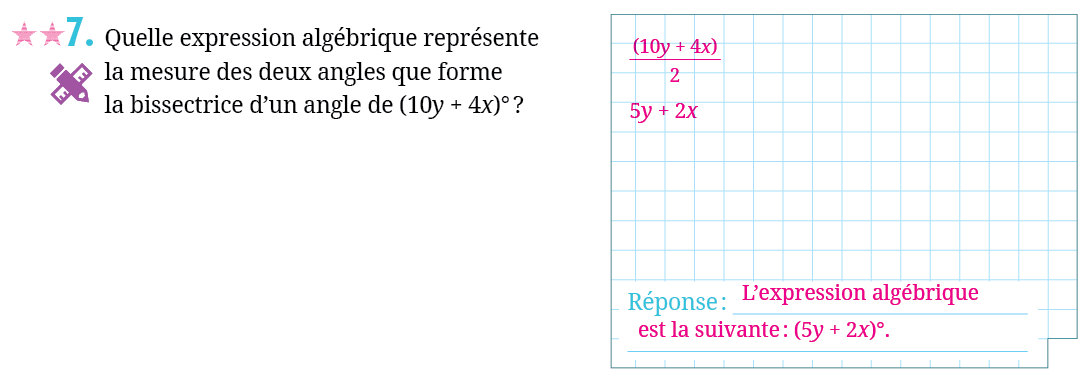 7. Quelle expression algébrique représente
la mesure des deux angles que forme
la bissectrice d’un angle de (10y + 4x)° ?
(10y + 4x)
2
5y + 2x
Réponse : L’expression algébrique
est la suivante : (5y + 2x)°.